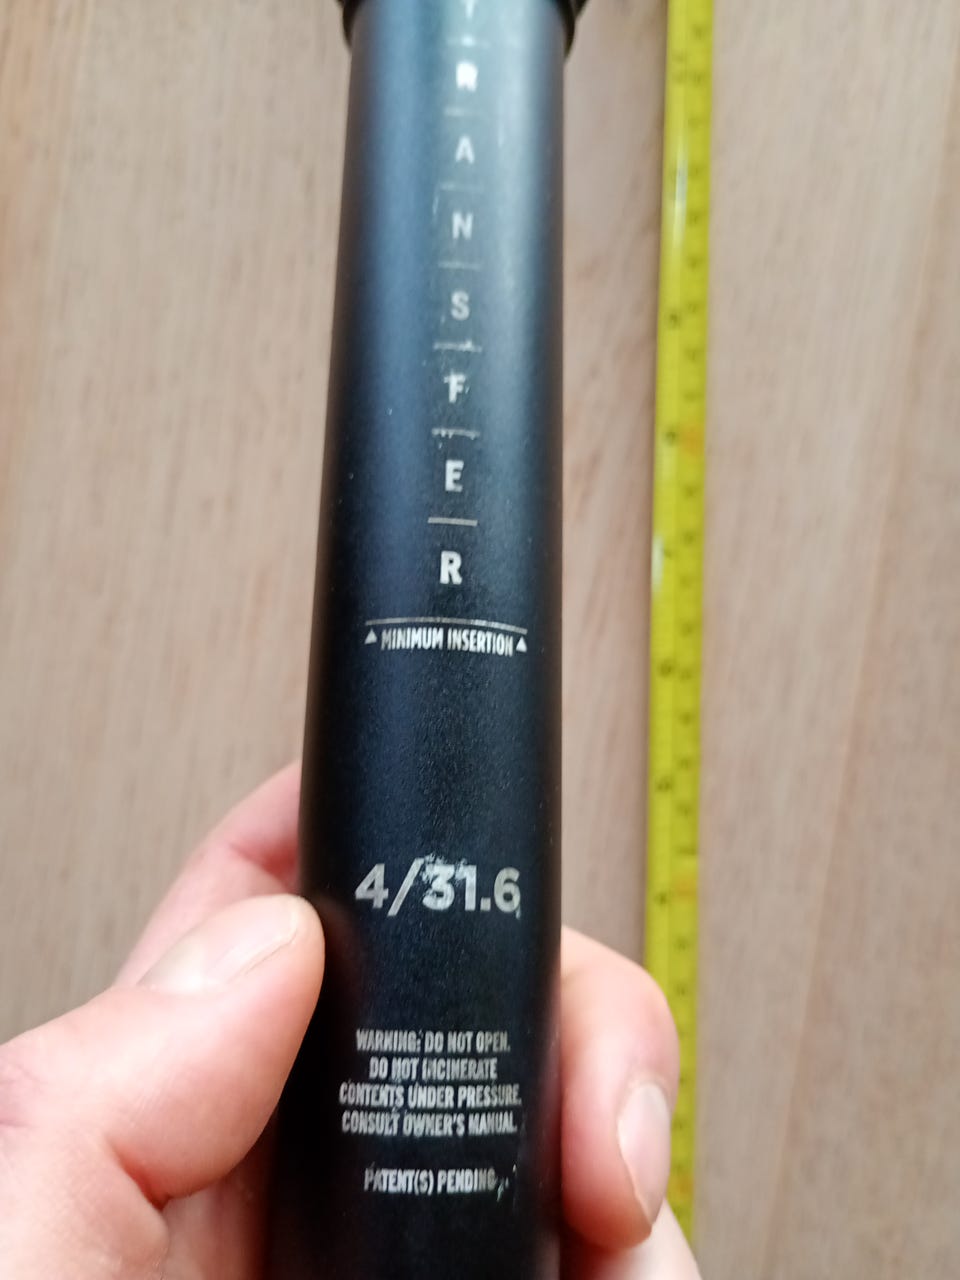 T
R
A
N
S
F
E
R
▲ MINIMUM INSERTION ▲
4/31.6
WARNING: DO NOT OPEN.
DO NOT INCINERATE
CONTENTS UNDER PRESSURE.
CONSULT OWNER'S MANUAL.
PATENT(S) PENDING